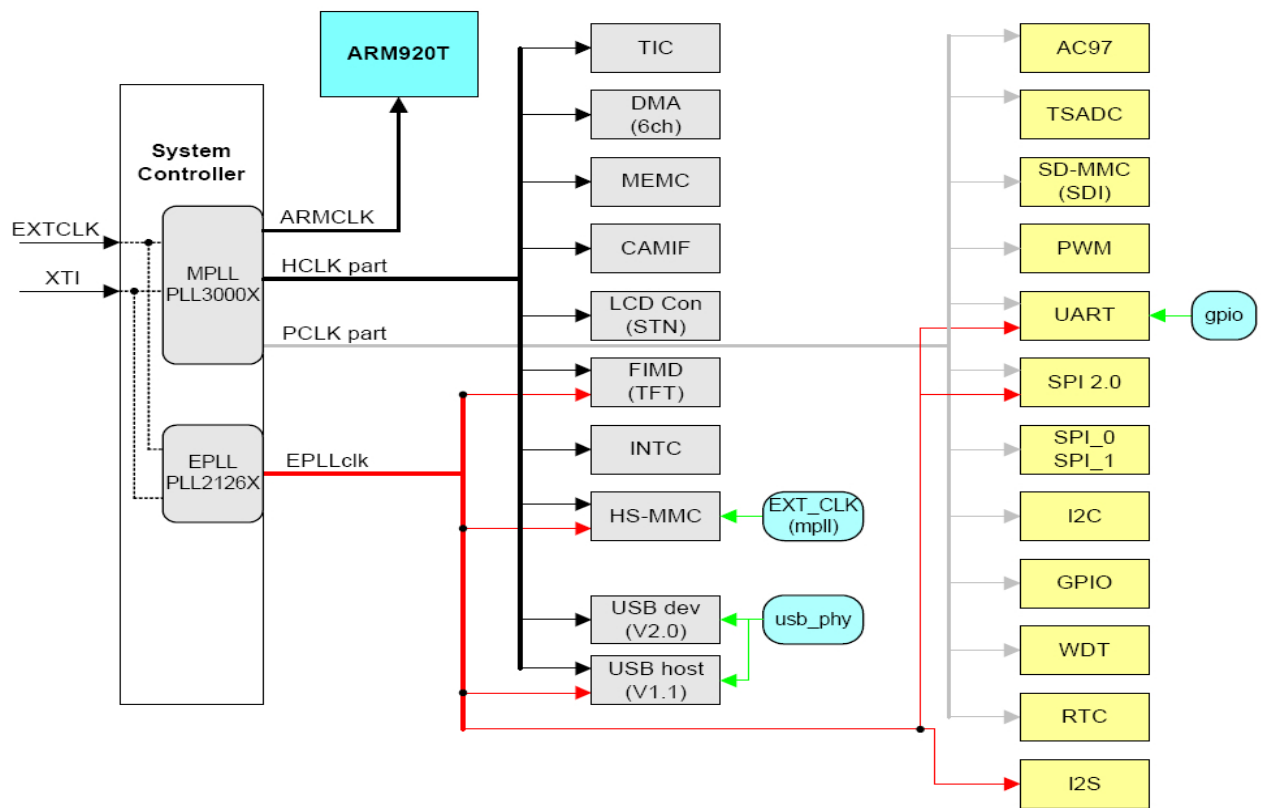 ARM920T
System
Controller
EXTCLK
XTI
MPLL
PLL3000X
EPLL
PLL2126X
ARMCLK
HCLK part
PCLK part
EPLLclk
TIC
DMA
(6ch)
MEMC
CAMIF
LCD Con
(STN)
FIMD
(TFT)
INTC
HS-MMC
EXT_CLK
(mpll)
USB dev
(V2.0)
usb_phy
USB host
(V1.1)
AC97
TSADC
SD-MMC
(SDI)
PWM
UART
gpio
SPI 2.0
SPI_0
SPI_1
I2C
GPIO
WDT
RTC
I2S